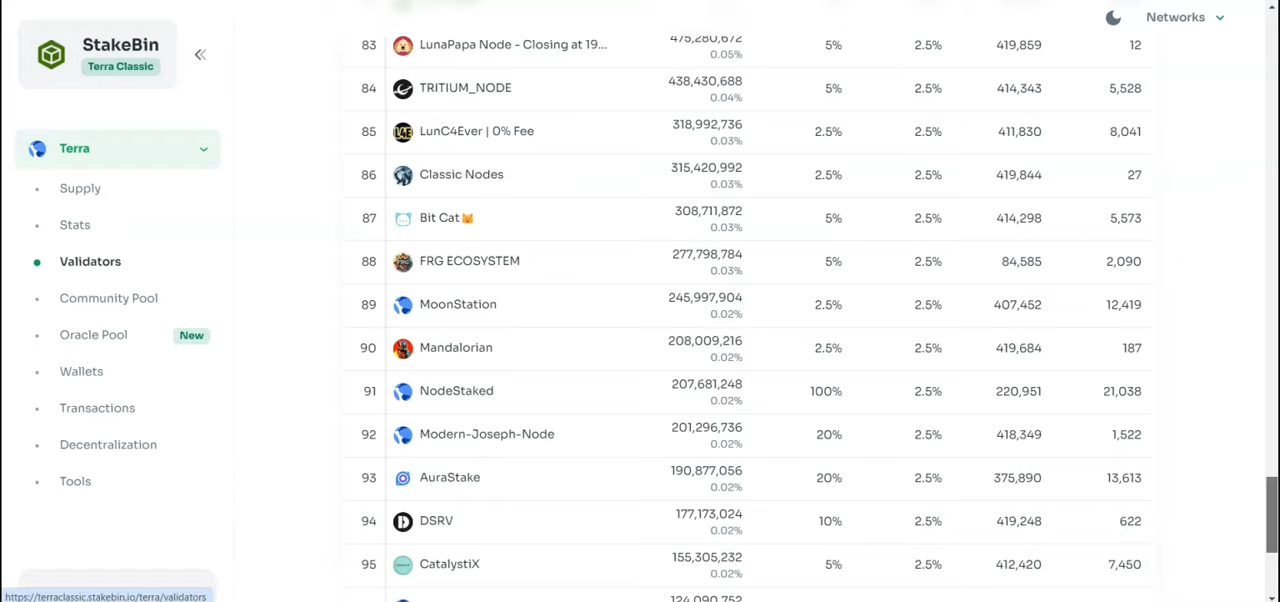 StakeBin
Terra Classic
Networks
Terra
Supply
Stats
Validators
Community Pool
Oracle Pool New
Wallets
Transactions
Decentralization
Tools
83 LunaPapa Node - Closing at 19... 475,280,672 5% 2.5% 419,859 12
0.05%
84 TRITIUM_NODE 438,430,688 5% 2.5% 414,343 5,528
0.04%
85 LunC4Ever | 0% Fee 318,992,736 2.5% 2.5% 411,830 8,041
0.03%
86 Classic Nodes 315,420,992 2.5% 2.5% 419,844 27
0.03%
87 Bit Cat🐱 308,711,872 5% 2.5% 414,298 5,573
0.03%
88 FRG ECOSYSTEM 277,798,784 5% 2.5% 84,585 2,090
0.03%
89 MoonStation 245,997,904 2.5% 2.5% 407,452 12,419
0.02%
90 Mandalorian 208,009,216 2.5% 2.5% 419,684 187
0.02%
91 NodeStaked 207,681,248 100% 2.5% 220,951 21,038
0.02%
92 Modern-Joseph-Node 201,296,736 20% 2.5% 418,349 1,522
0.02%
93 AuraStake 190,877,056 20% 2.5% 375,890 13,613
0.02%
94 DSRV 177,173,024 10% 2.5% 419,248 622
0.02%
95 CatalystiX 155,305,232 5% 2.5% 412,420 7,450
0.02%
124,090,752
https://terraclassic.stakebin.io/terra/validators